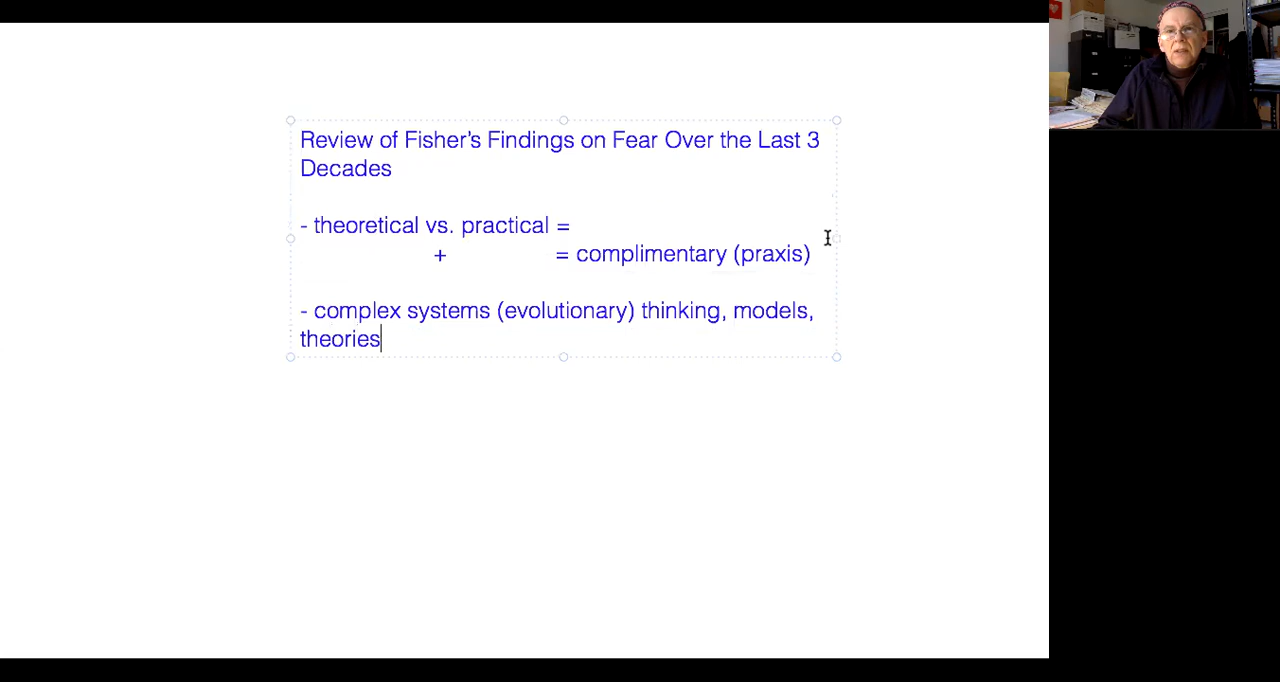 Review of Fisher's Findings on Fear Over the Last 3
Decades
- theoretical vs. practical =
+ = complimentary (praxis)
- complex systems (evolutionary) thinking, models,
theories